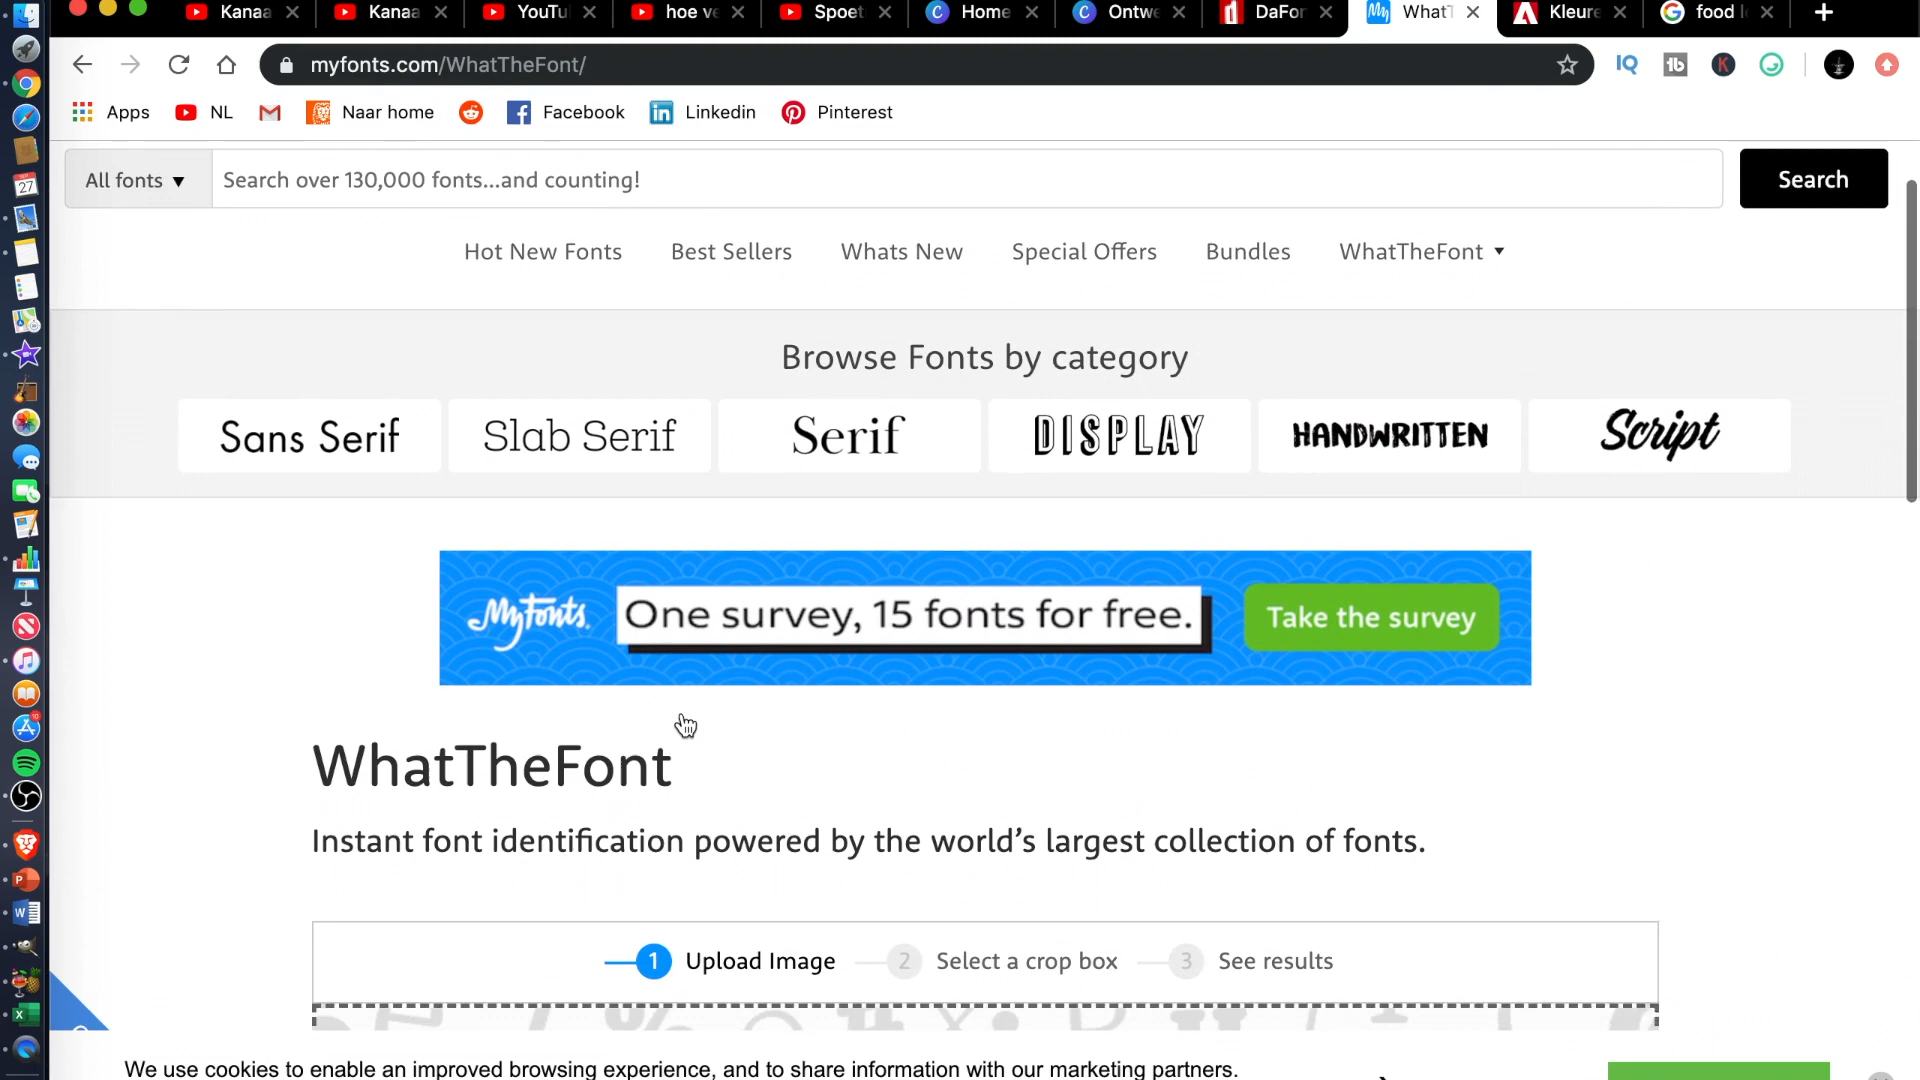 Kanaa Kanaa YouTu hoe ve Spoet Home Ontwe DaFor WhatT Kleure food l
myfonts.com/WhatTheFont/
Apps NL Naar home Facebook Linkedin Pinterest
All fonts ▼ Search over 130,000 fonts...and counting! Search
Hot New Fonts Best Sellers Whats New Special Offers Bundles WhatTheFont ▼
Browse Fonts by category
Sans Serif Slab Serif Serif DISPLAY HANDWRITTEN Script
MyFonts. One survey, 15 fonts for free. Take the survey
WhatTheFont
Instant font identification powered by the world's largest collection of fonts.
1 Upload Image 2 Select a crop box 3 See results
We use cookies to enable an improved browsing experience, and to share information with our marketing partners.